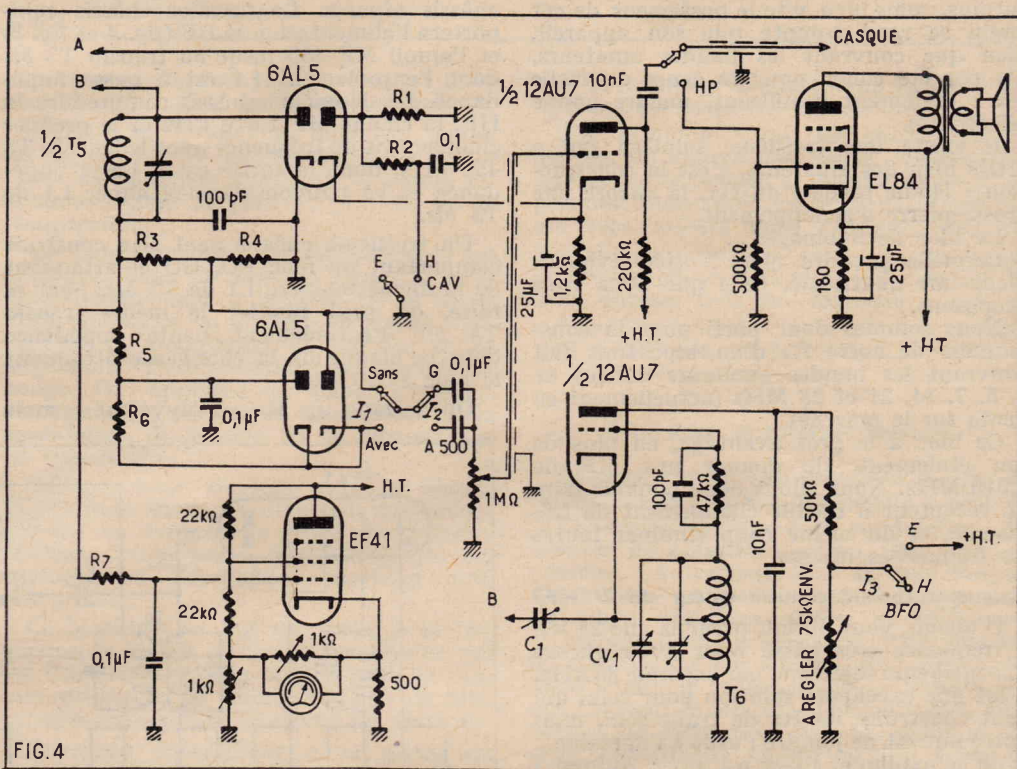 A
B
6AL5
R1
R2
0,1
½ T5
100 pF
R3
R4
E
H
CAV
6AL5
R5
R6
0,1µF
Sans
I1
Avec
G
I2
A
0,1µF
500
1MΩ
H.T.
22kΩ
EF41
R7
22kΩ
0,1µF
1kΩ
1kΩ
500
FIG.4
½ 12AU7
10nF
CASQUE
HP
25µF
1,2kΩ
220kΩ
+H.T.
500kΩ
180
EL84
25µF
+ HT
½ 12AU7
100pF
47kΩ
B
C1
CV1
T6
10nF
50kΩ
E
+H.T.
I3
H
BFO
A REGLER 75kΩENV.